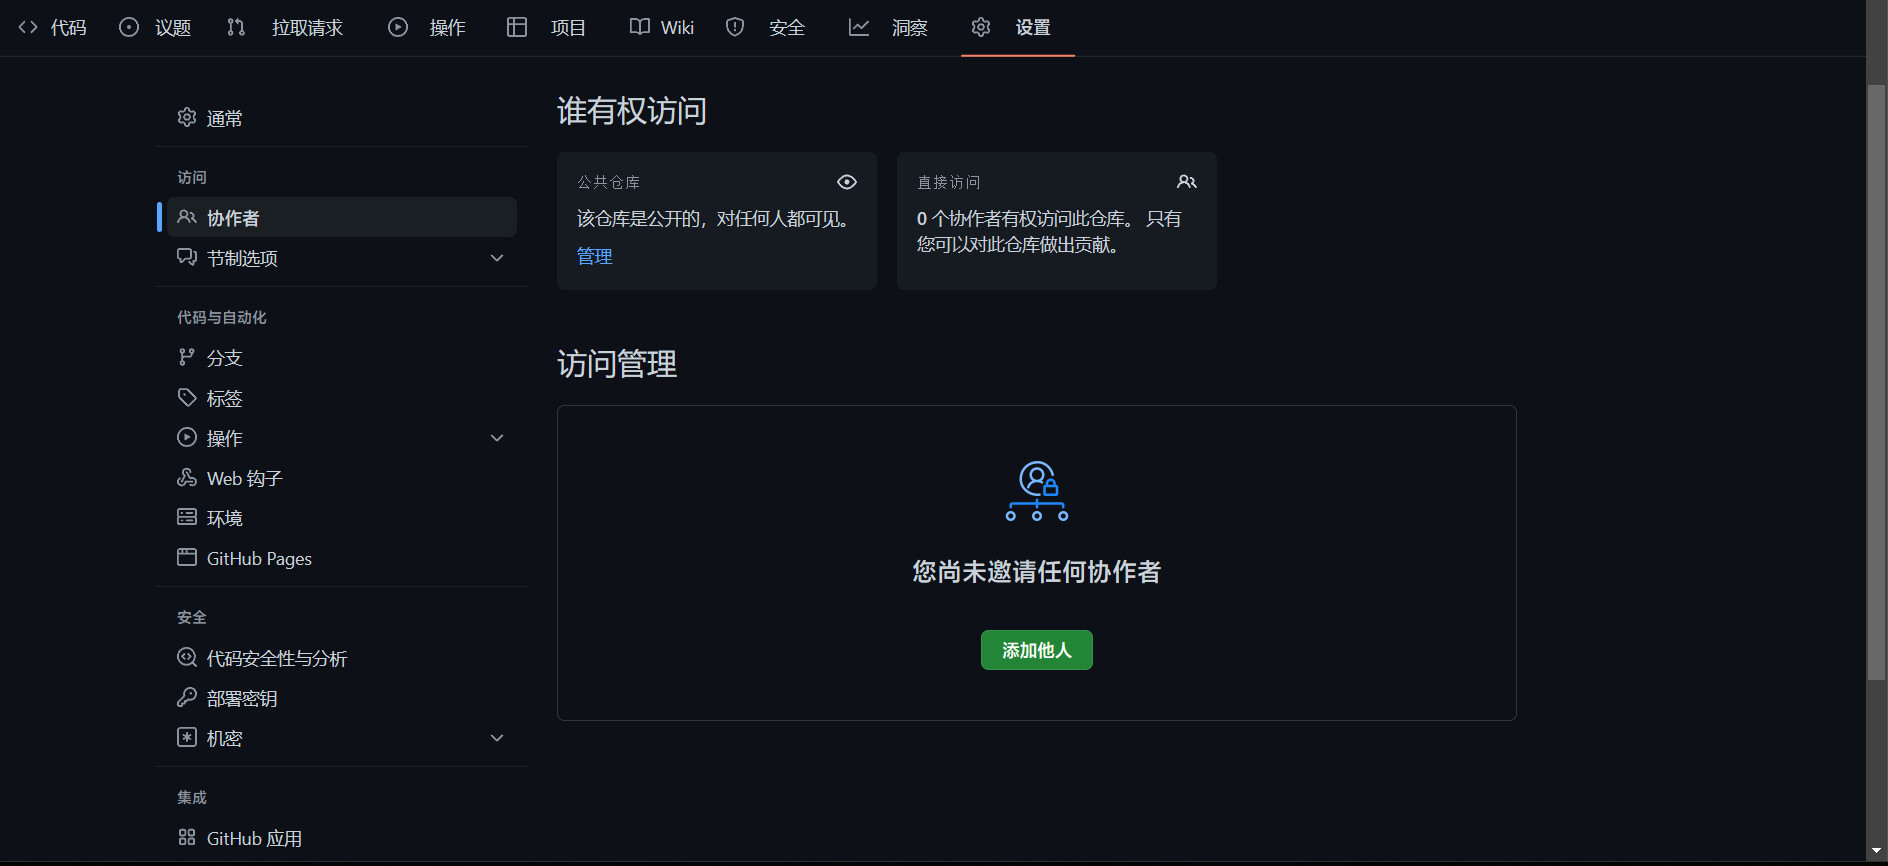 代码 议题 拉取请求 操作 项目 Wiki 安全 洞察 设置
通常
访问
协作者
节制选项
代码与自动化
分支
标签
操作
Web 钩子
环境
GitHub Pages
安全
代码安全性与分析
部署密钥
机密
集成
GitHub 应用
谁有权访问
公共仓库
该仓库是公开的，对任何人都可见。
管理
直接访问
0 个协作者有权访问此仓库。 只有
您可以对此仓库做出贡献。
访问管理
您尚未邀请任何协作者
添加他人